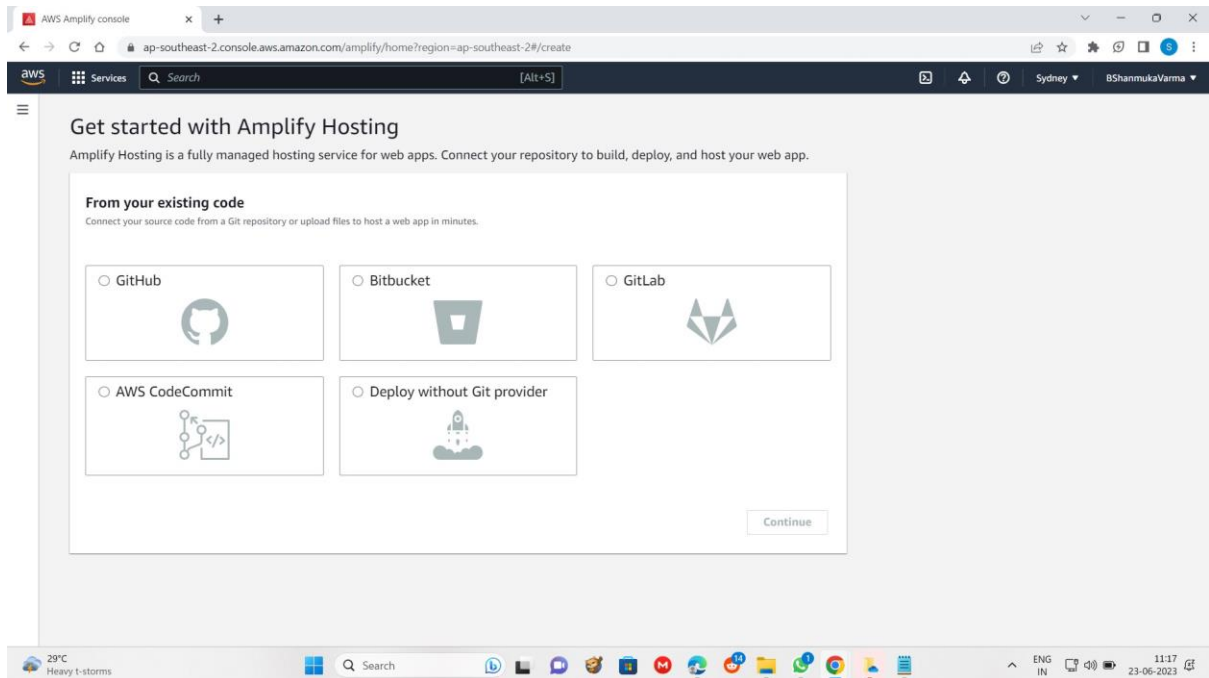 AWS Amplify console
ap-southeast-2.console.aws.amazon.com/amplify/home?region=ap-southeast-2#/create
S
aws
Services
Search
[Alt+S]
Sydney
BShanmukaVarma
Get started with Amplify Hosting
Amplify Hosting is a fully managed hosting service for web apps. Connect your repository to build, deploy, and host your web app.
From your existing code
Connect your source code from a Git repository or upload files to host a web app in minutes.
GitHub
Bitbucket
GitLab
AWS CodeCommit
Deploy without Git provider
</>
Continue
29°C
Heavy t-storms
Search
b
M
14
1
ENG
IN
11:17
23-06-2023